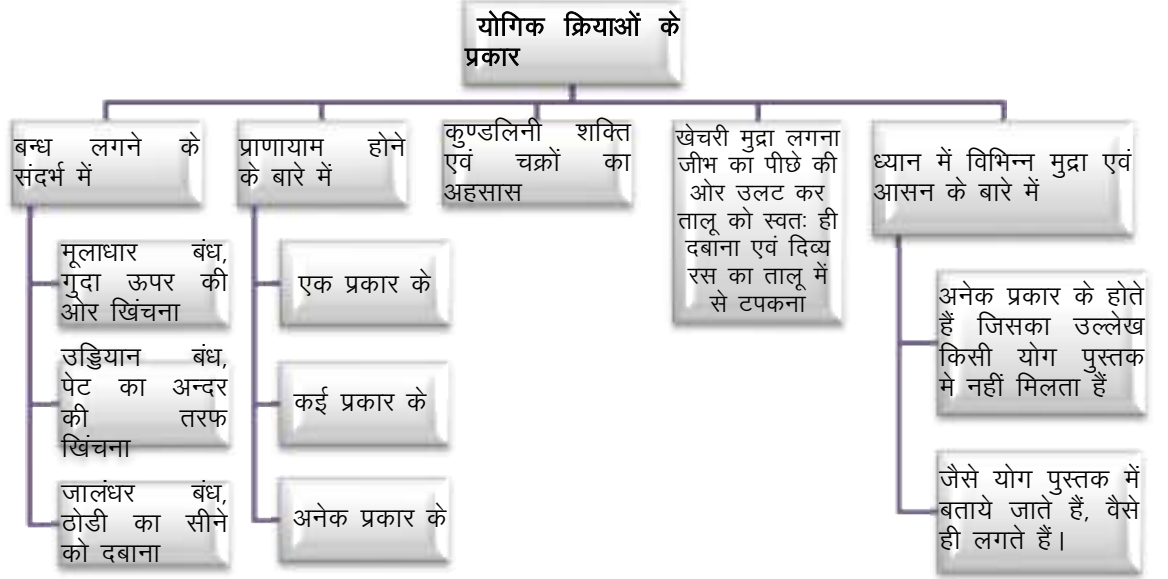 योगिक क्रियाओं के
प्रकार
बन्ध लगने के
संदर्भ में
मूलाधार बंध,
गुदा ऊपर की
ओर खिंचना
उड्डियान बंध,
पेट का अन्दर
की तरफ
खिंचना
जालंधर बंध,
ठोडी का सीने
को दबाना
प्राणायाम होने
के बारे में
एक प्रकार के
कई प्रकार के
अनेक प्रकार के
कुण्डलिनी शक्ति
एवं चक्रों का
अहसास
खेचरी मुद्रा लगना
जीभ का पीछे की
ओर उलट कर
तालू को स्वतः ही
दबाना एवं दिव्य
रस का तालू में
से टपकना
ध्यान में विभिन्न मुद्रा एवं
आसन के बारे में
अनेक प्रकार के होते
हैं जिसका उल्लेख
किसी योग पुस्तक
मे नहीं मिलता हैं
जैसे योग पुस्तक में
बताये जाते हैं, वैसे
ही लगते हैं।